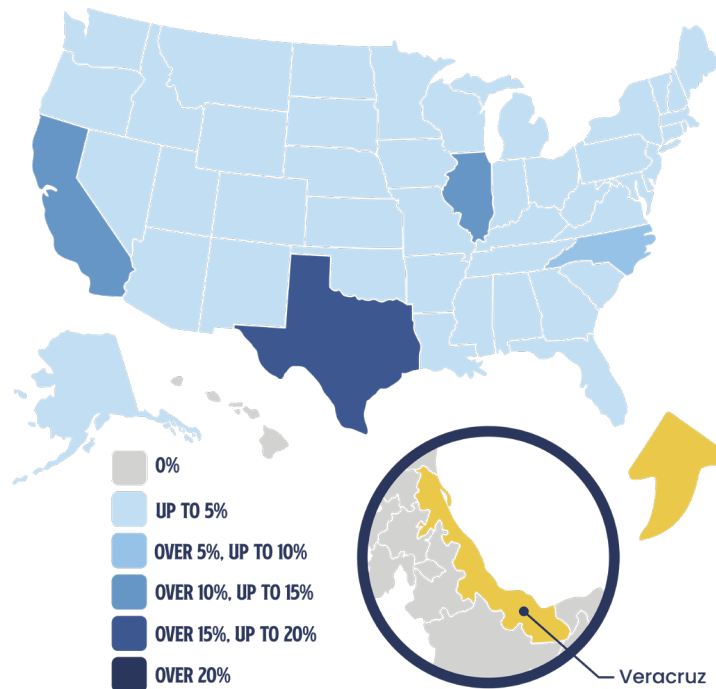 0%
UP TO 5%
OVER 5%, UP TO 10%
OVER 10%, UP TO 15%
OVER 15%, UP TO 20%
OVER 20%
Veracruz